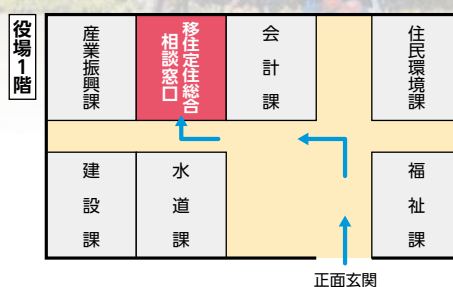 役場1階
産業振興課
移住定住総合
相談窓口
会計課
住民環境課
建設課
水道課
福祉課
正面玄関